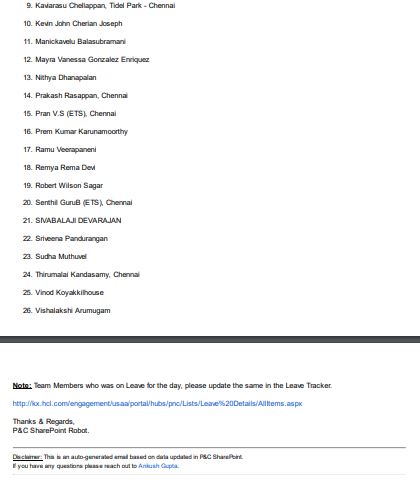 9. Kaviarasu Chellappan, Tidel Park - Chennai
10. Kevin John Cherian Joseph
11. Manickavelu Balasubramani
12. Mayra Vanessa Gonzalez Enriquez
13. Nithya Dhanapalan
14. Prakash Rasappan, Chennai
15. Pran V.S (ETS), Chennai
16. Prem Kumar Karunamoorthy
17. Ramu Veerapaneni
18. Remya Rema Devi
19. Robert Wilson Sagar
20. Senthil GuruB (ETS), Chennai
21. SIVABALAJI DEVARAJAN
22. Sriveena Pandurangan
23. Sudha Muthuvel
24. Thirumalai Kandasamy, Chennai
25. Vinod Koyakkilhouse
26. Vishalakshi Arumugam
Note: Team Members who was on Leave for the day, please update the same in the Leave Tracker.
http://kx.hcl.com/engagement/usaa/portal/hubs/pnc/Lists/Leave%20Details/AllItems.aspx
Thanks & Regards,
P&C SharePoint Robot.
Disclaimer: This is an auto-generated email based on data updated in P&C SharePoint.
If you have any questions please reach out to Ankush Gupta.